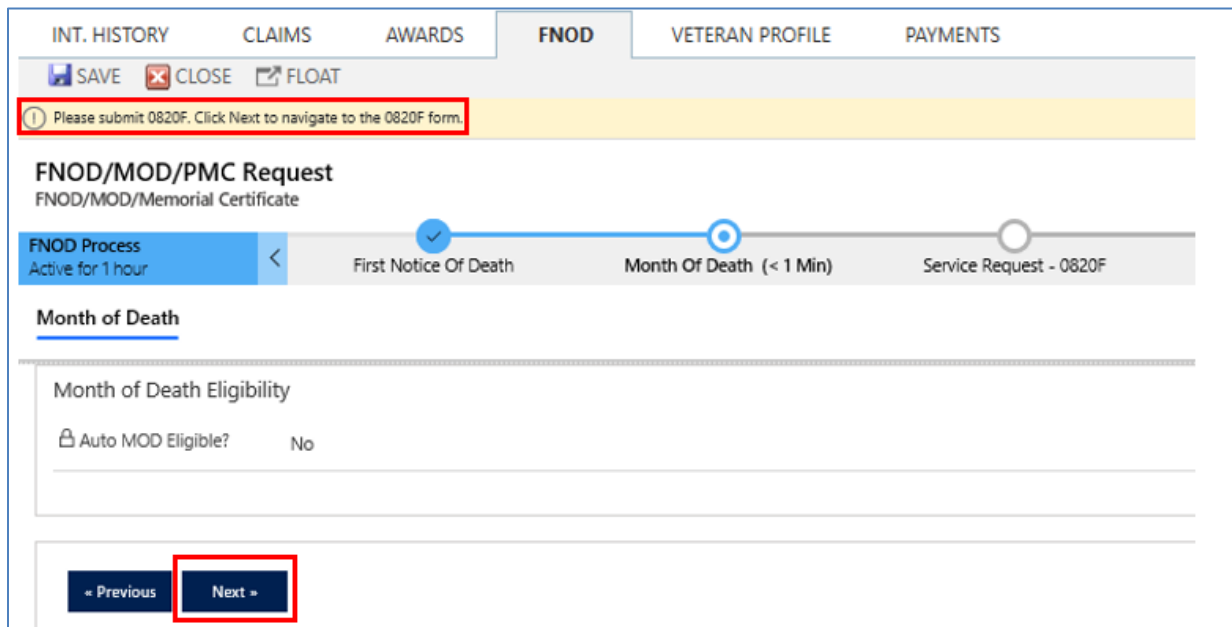 INT. HISTORY CLAIMS AWARDS FNOD VETERAN PROFILE PAYMENTS
SAVE CLOSE FLOAT
Please submit 0820F. Click Next to navigate to the 0820F form.
FNOD/MOD/PMC Request
FNOD/MOD/Memorial Certificate
FNOD Process
Active for 1 hour
First Notice Of Death Month Of Death (< 1 Min) Service Request - 0820F
Month of Death
Month of Death Eligibility
Auto MOD Eligible? No
« Previous Next »